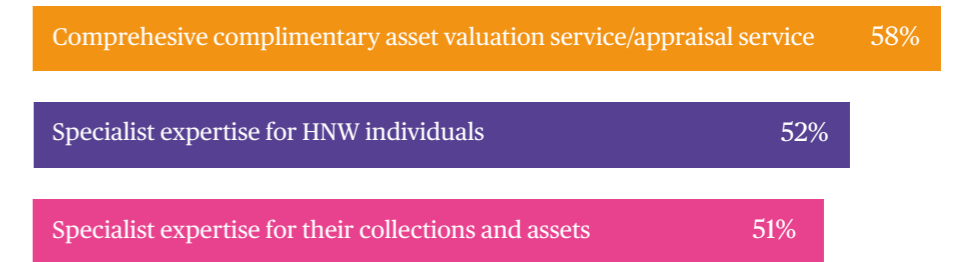 Comprehesive complimentary asset valuation service/appraisal service 58%
Specialist expertise for HNW individuals 52%
Specialist expertise for their collections and assets 51%